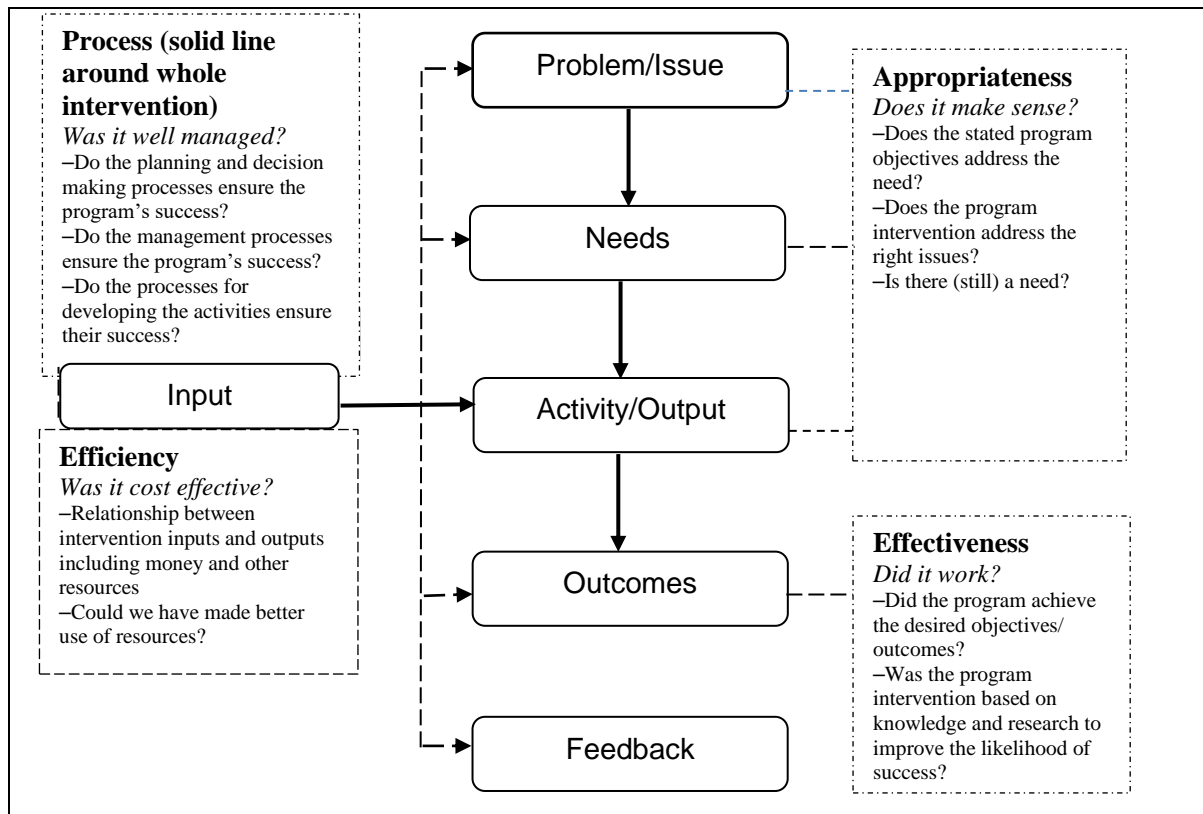 Process (solid line
around whole
intervention)
Was it well managed?
–Do the planning and decision
making processes ensure the
program’s success?
–Do the management processes
ensure the program’s success?
–Do the processes for
developing the activities ensure
their success?
Input
Efficiency
Was it cost effective?
–Relationship between
intervention inputs and outputs
including money and other
resources
–Could we have made better
use of resources?
Problem/Issue
Needs
Activity/Output
Outcomes
Feedback
Appropriateness
Does it make sense?
–Does the stated program
objectives address the
need?
–Does the program
intervention address the
right issues?
–Is there (still) a need?
Effectiveness
Did it work?
–Did the program achieve
the desired objectives/
outcomes?
–Was the program
intervention based on
knowledge and research to
improve the likelihood of
success?